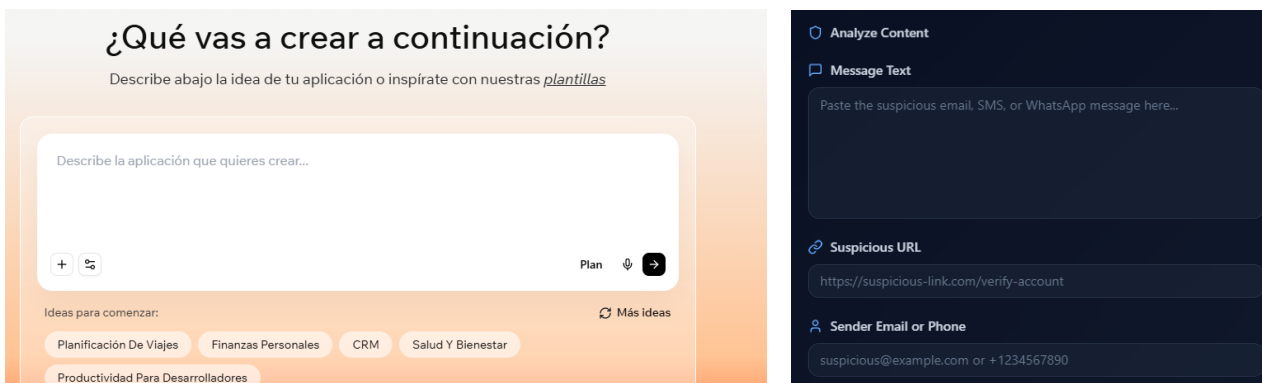 ¿Qué vas a crear a continuación?
Describe abajo la idea de tu aplicación o inspírate con nuestras plantillas
Describe la aplicación que quieres crear...
Plan
Ideas para comenzar:
Más ideas
Planificación De Viajes
Finanzas Personales
CRM
Salud Y Bienestar
Productividad Para Desarrolladores
Analyze Content
Message Text
Paste the suspicious email, SMS, or WhatsApp message here...
Suspicious URL
https://suspicious-link.com/verify-account
Sender Email or Phone
suspicious@example.com or +1234567890